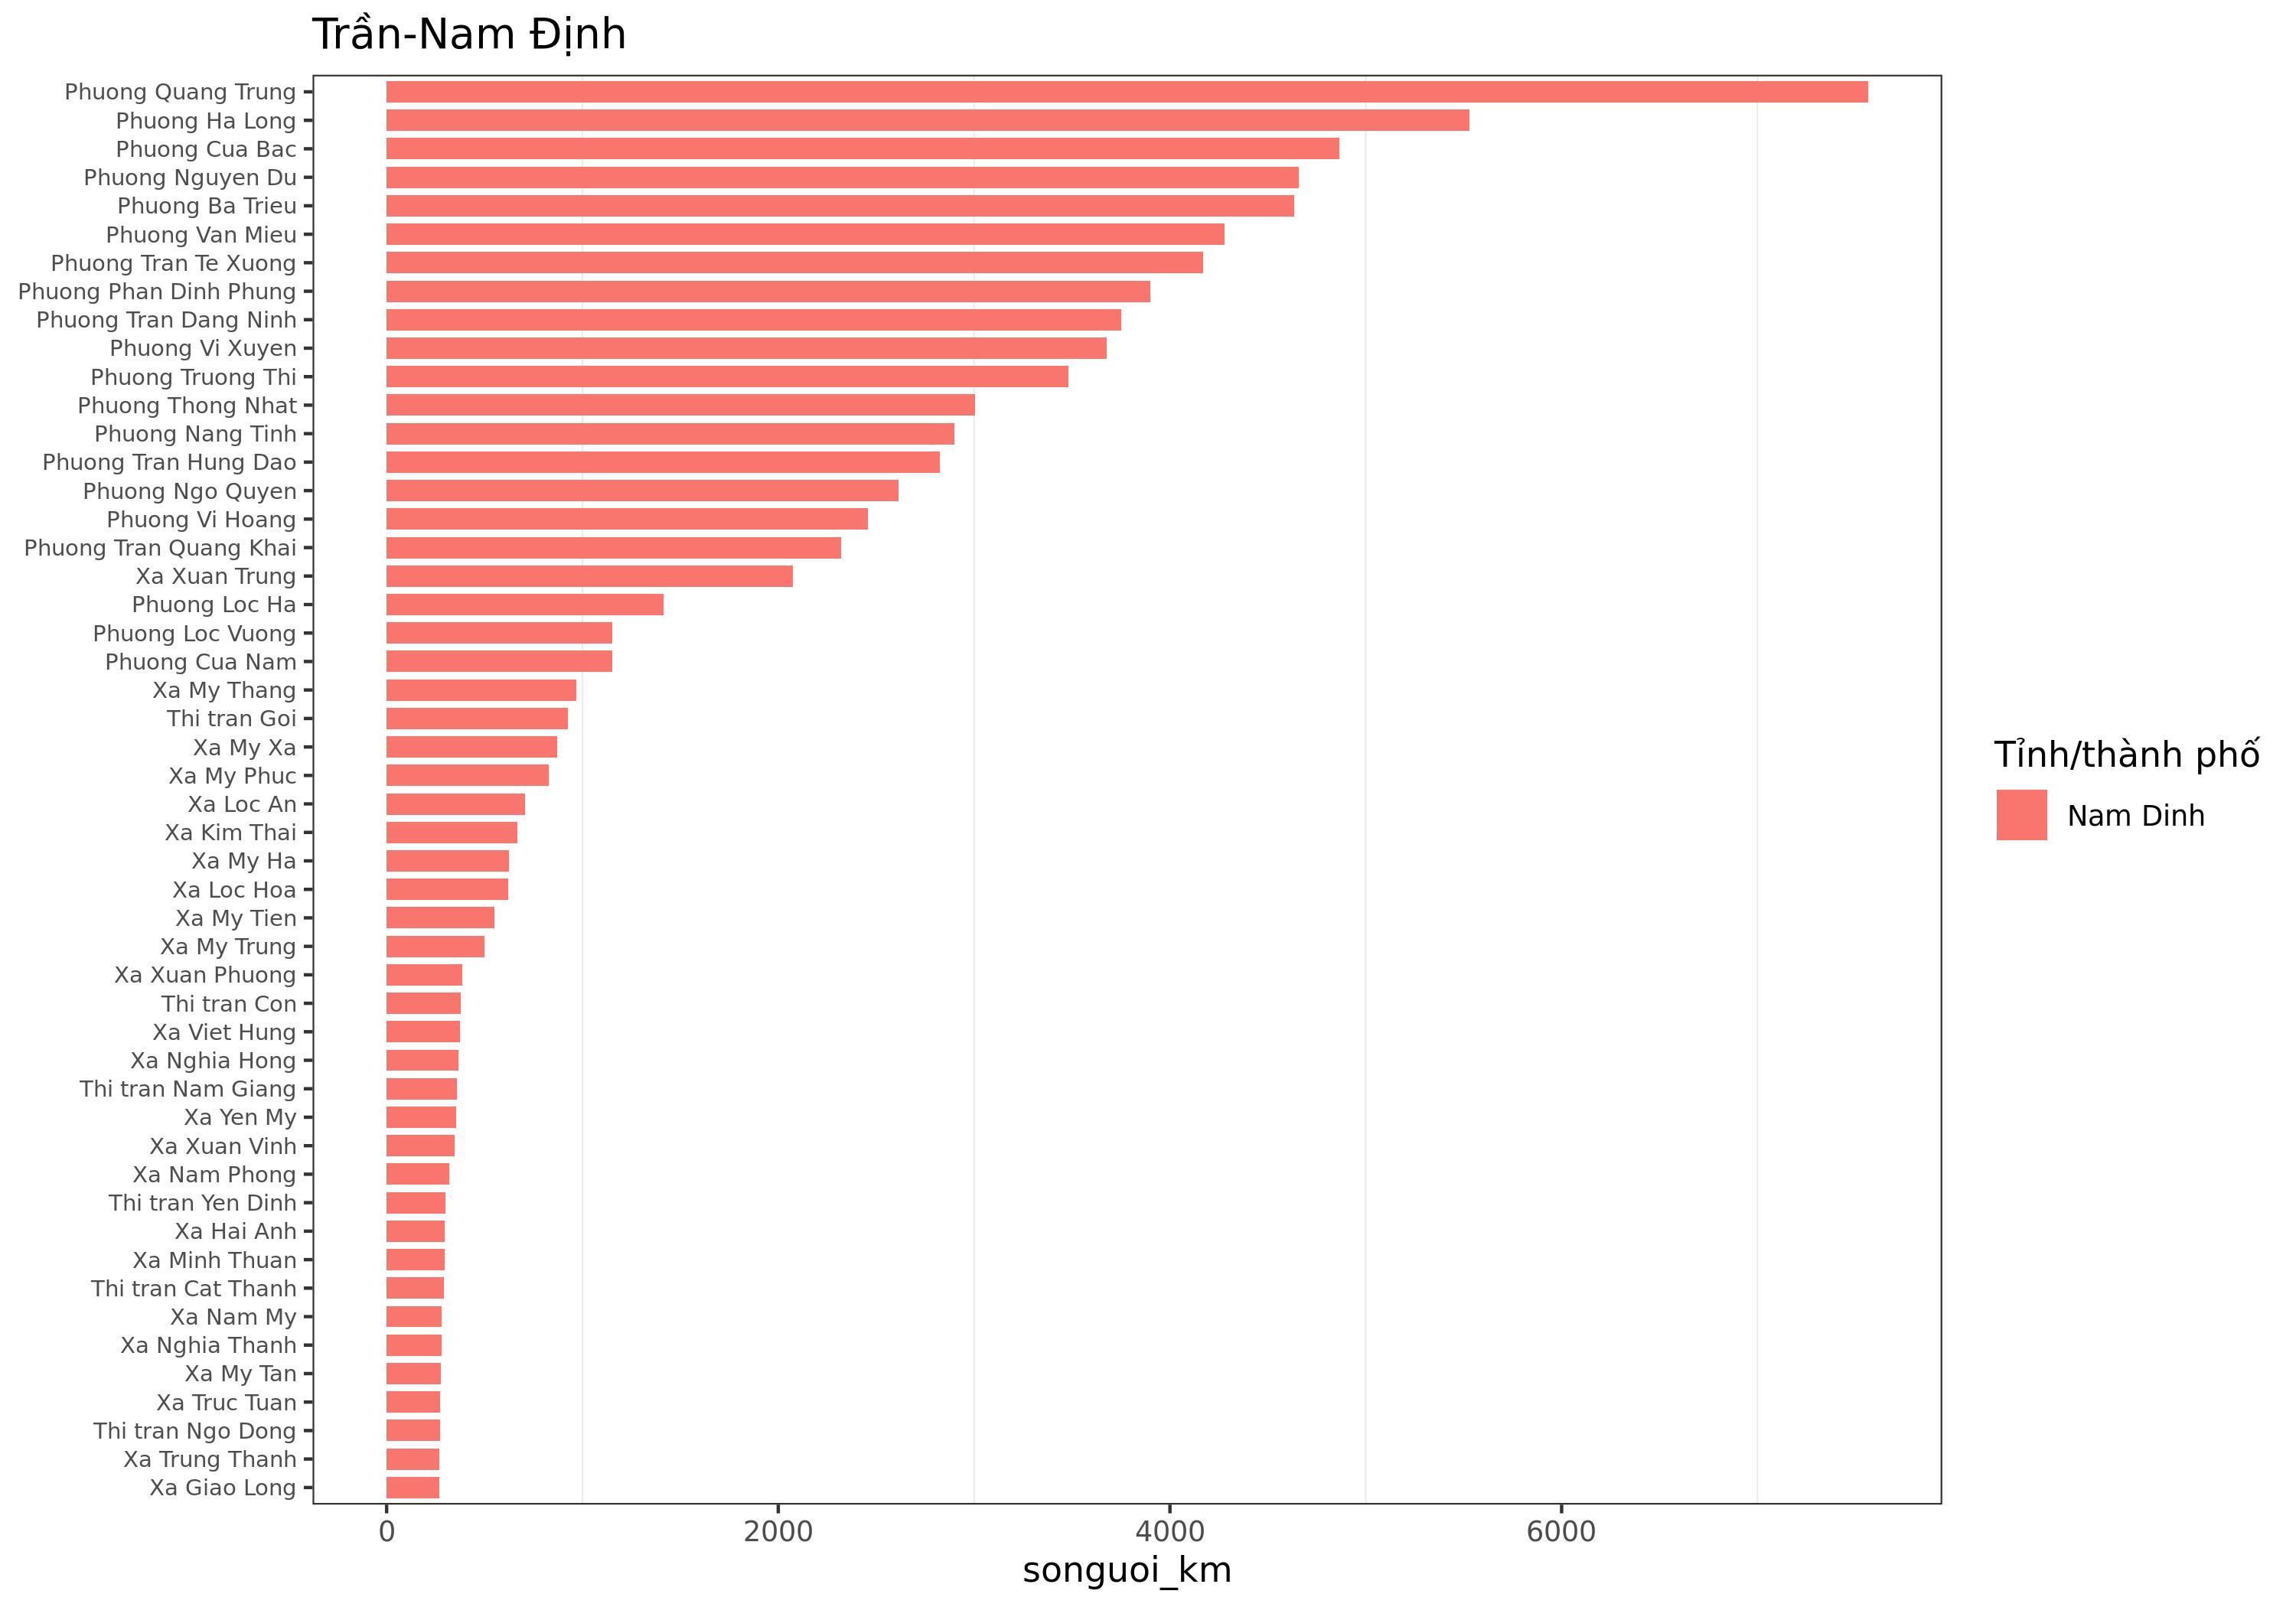 Trần-Nam Định
Phuong Quang Trung
Phuong Ha Long
Phuong Cua Bac
Phuong Nguyen Du
Phuong Ba Trieu
Phuong Van Mieu
Phuong Tran Te Xuong
Phuong Phan Dinh Phung
Phuong Tran Dang Ninh
Phuong Vi Xuyen
Phuong Truong Thi
Phuong Thong Nhat
Phuong Nang Tinh
Phuong Tran Hung Dao
Phuong Ngo Quyen
Phuong Vi Hoang
Phuong Tran Quang Khai
Xa Xuan Trung
Phuong Loc Ha
Phuong Loc Vuong
Phuong Cua Nam
Xa My Thang
Thi tran Goi
Xa My Xa
Xa My Phuc
Xa Loc An
Xa Kim Thai
Xa My Ha
Xa Loc Hoa
Xa My Tien
Xa My Trung
Xa Xuan Phuong
Thi tran Con
Xa Viet Hung
Xa Nghia Hong
Thi tran Nam Giang
Xa Yen My
Xa Xuan Vinh
Xa Nam Phong
Thi tran Yen Dinh
Xa Hai Anh
Xa Minh Thuan
Thi tran Cat Thanh
Xa Nam My
Xa Nghia Thanh
Xa My Tan
Xa Truc Tuan
Thi tran Ngo Dong
Xa Trung Thanh
Xa Giao Long
0 2000 4000 6000
songuoi_km
Tỉnh/thành phố
Nam Dinh